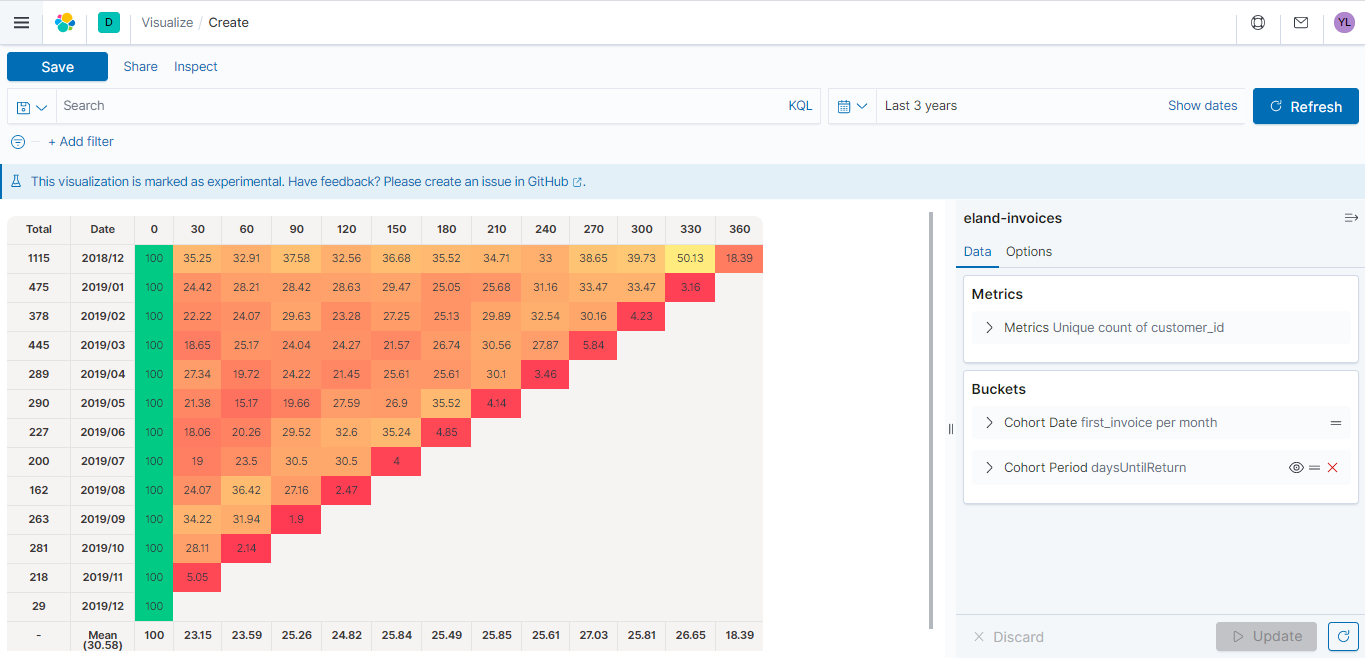 D Visualize / Create YL
Save Share Inspect
Search KQL Last 3 years Show dates Refresh
+ Add filter
This visualization is marked as experimental. Have feedback? Please create an issue in GitHub.
Total Date 0 30 60 90 120 150 180 210 240 270 300 330 360
1115 2018/12 100 35.25 32.91 37.58 32.56 36.68 35.52 34.71 33 38.65 39.73 50.13 18.39
475 2019/01 100 24.42 28.21 28.42 28.63 29.47 25.05 25.68 31.16 33.47 33.47 3.16
378 2019/02 100 22.22 24.07 29.63 23.28 27.25 25.13 29.89 32.54 30.16 4.23
445 2019/03 100 18.65 25.17 24.04 24.27 21.57 26.74 30.56 27.87 5.84
289 2019/04 100 27.34 19.72 24.22 21.45 25.61 25.61 30.1 3.46
290 2019/05 100 21.38 15.17 19.66 27.59 26.9 35.52 4.14
227 2019/06 100 18.06 20.26 29.52 32.6 35.24 4.85
200 2019/07 100 19 23.5 30.5 30.5 4
162 2019/08 100 24.07 36.42 27.16 2.47
263 2019/09 100 34.22 31.94 1.9
281 2019/10 100 28.11 2.14
218 2019/11 100 5.05
29 2019/12 100
- Mean (30.58) 100 23.15 23.59 25.26 24.82 25.84 25.49 25.85 25.61 27.03 25.81 26.65 18.39
eland-invoices
Data Options
Metrics
Metrics Unique count of customer_id
Buckets
Cohort Date first_invoice per month
Cohort Period daysUntilReturn
Discard Update